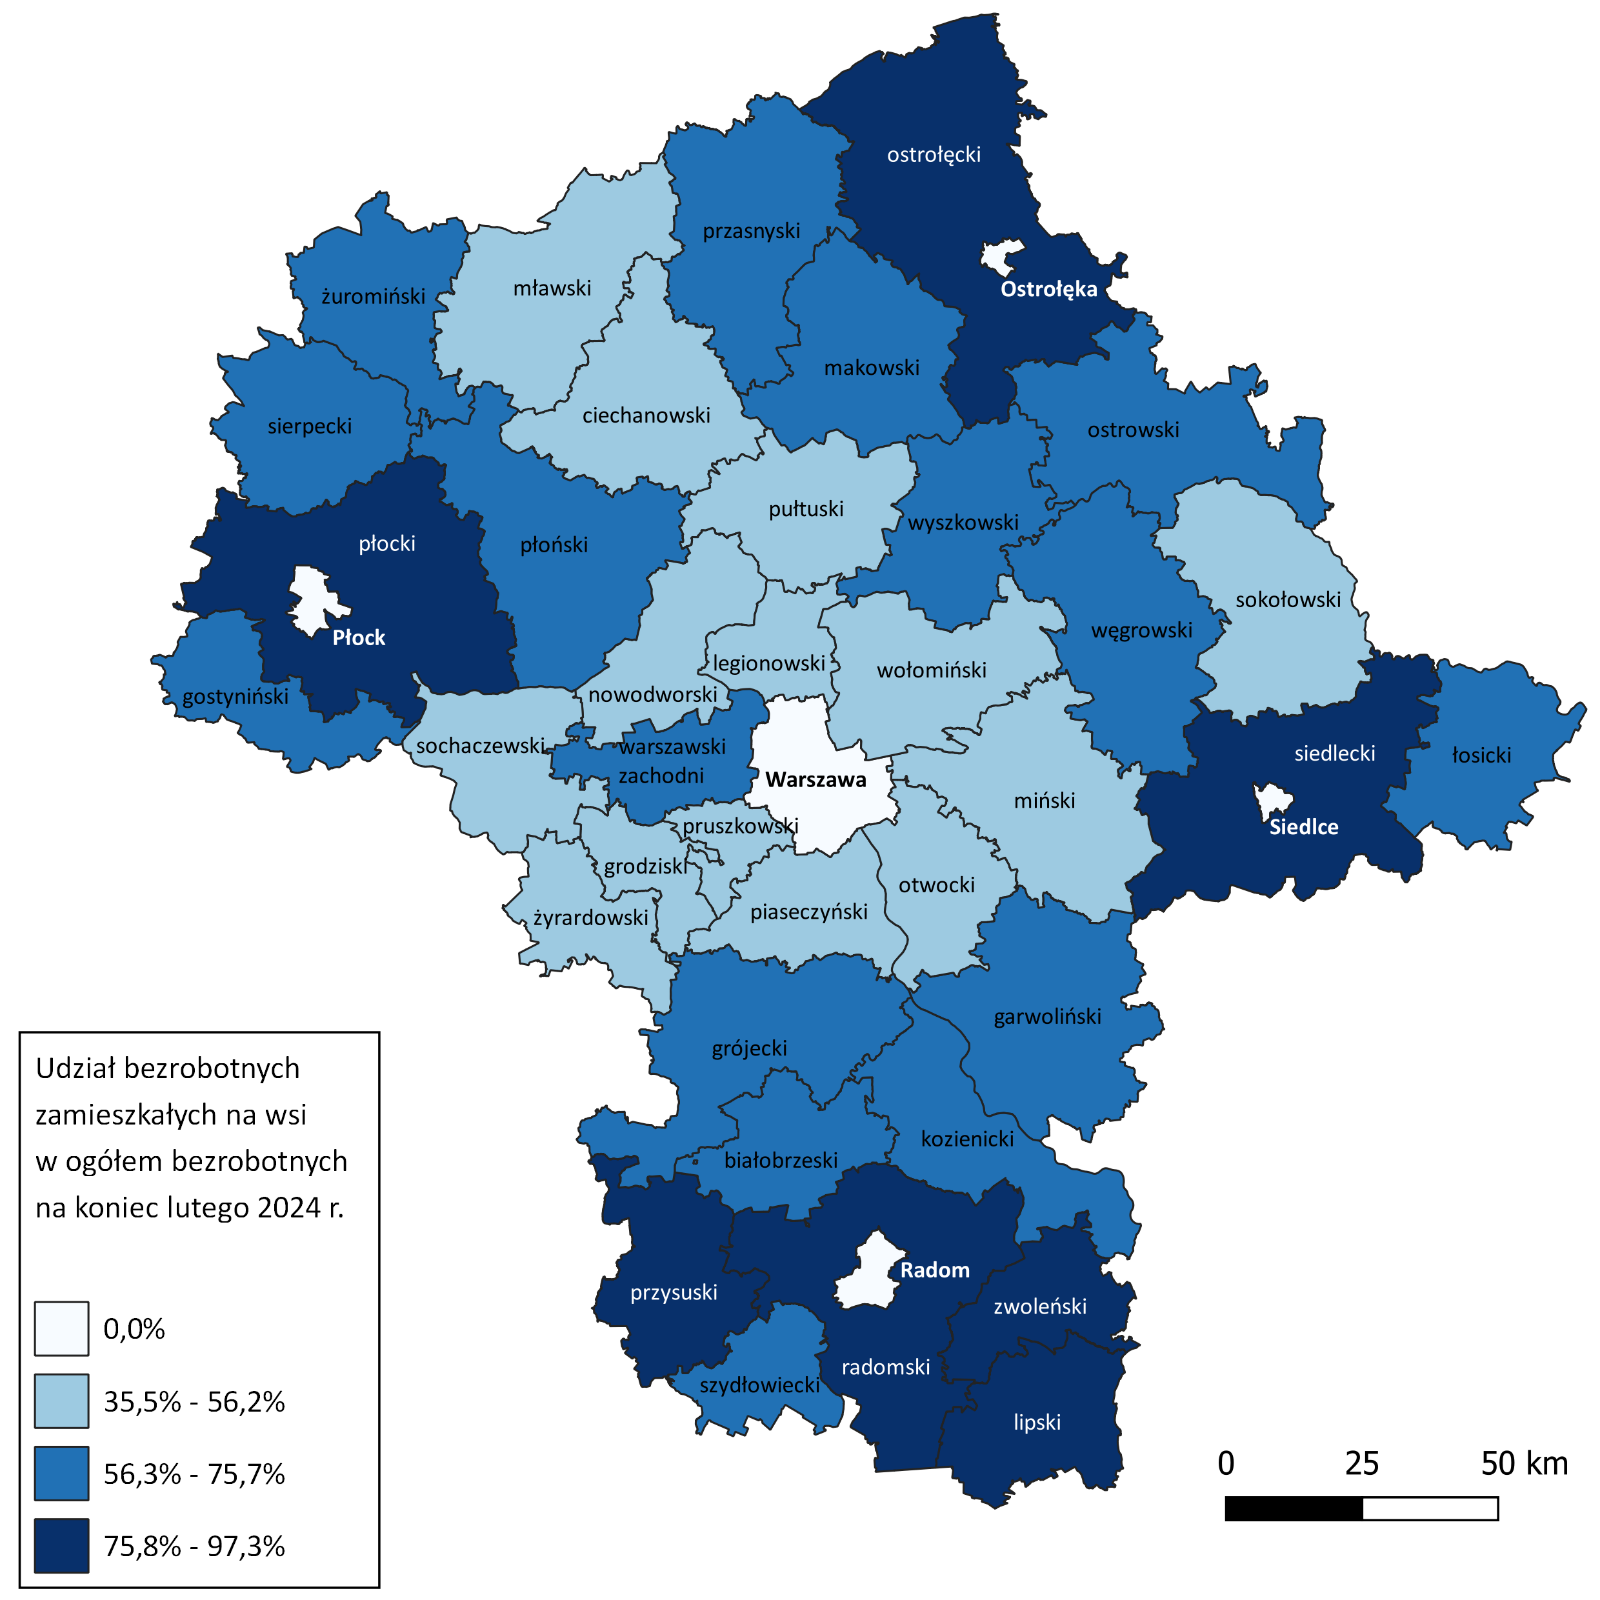 ostrołęcki
przasnyski
Ostrołęka
mławski
żuromiński
makowski
ciechanowski
sierpecki
ostrowski
pułtuski
wyszkowski
płocki
płoński
sokołowski
węgrowski
Płock
legionowski
wołomiński
gostyniński
nowodworski
sochaczewski
warszawski
zachodni
siedlecki
łosicki
Warszawa
miński
pruszkowski
Siedlce
grodziski
otwocki
żyrardowski
piaseczyński
garwoliński
grójecki
kozienicki
białobrzeski
Radom
przysuski
zwoleński
radomski
szydłowiecki
lipski
Udział bezrobotnych
zamieszkałych na wsi
w ogółem bezrobotnych
na koniec lutego 2024 r.
0,0%
35,5% - 56,2%
56,3% - 75,7%
75,8% - 97,3%
0 25 50 km